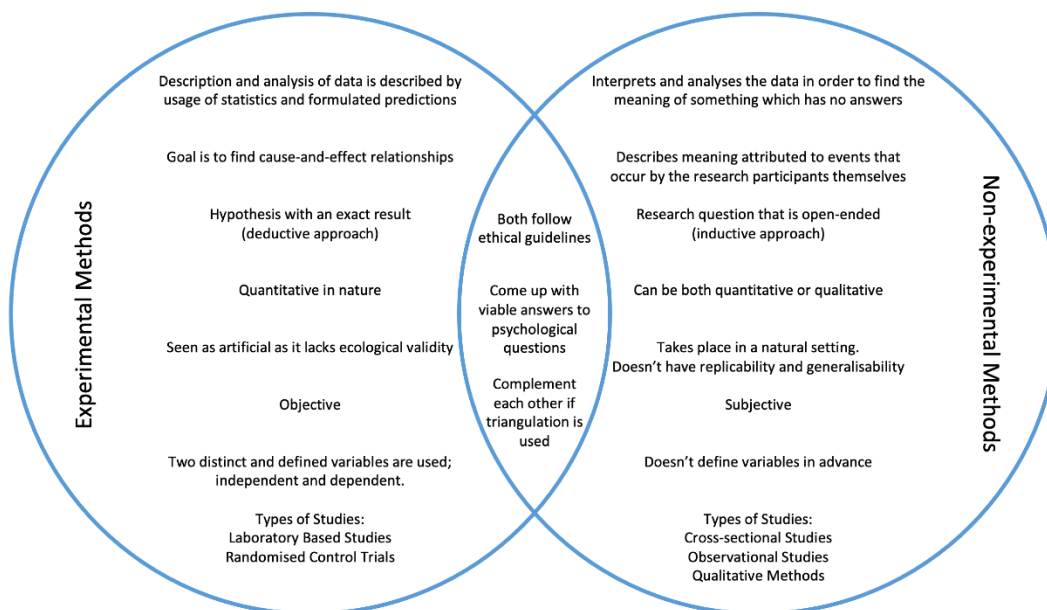 Experimental Methods
Description and analysis of data is described by
usage of statistics and formulated predictions
Goal is to find cause-and-effect relationships
Hypothesis with an exact result
(deductive approach)
Quantitative in nature
Seen as artificial as it lacks ecological validity
Objective
Two distinct and defined variables are used;
independent and dependent.
Types of Studies:
Laboratory Based Studies
Randomised Control Trials
Both follow
ethical guidelines
Come up with
viable answers to
psychological
questions
Complement
each other if
triangulation is
used
Interprets and analyses the data in order to find the
meaning of something which has no answers
Describes meaning attributed to events that
occur by the research participants themselves
Research question that is open-ended
(inductive approach)
Can be both quantitative or qualitative
Takes place in a natural setting.
Doesn't have replicability and generalisability
Subjective
Doesn't define variables in advance
Types of Studies:
Cross-sectional Studies
Observational Studies
Qualitative Methods
Non-experimental Methods